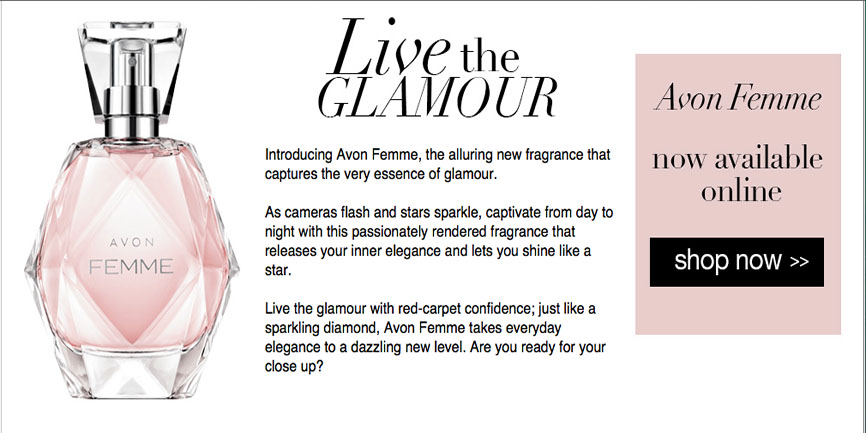 Live the
GLAMOUR
Introducing Avon Femme, the alluring new fragrance that
captures the very essence of glamour.
As cameras flash and stars sparkle, captivate from day to
night with this passionately rendered fragrance that
releases your inner elegance and lets you shine like a
star.
Live the glamour with red-carpet confidence; just like a
sparkling diamond, Avon Femme takes everyday
elegance to a dazzling new level. Are you ready for your
close up?
AVON
FEMME
Avon Femme
now available
online
shop now >>